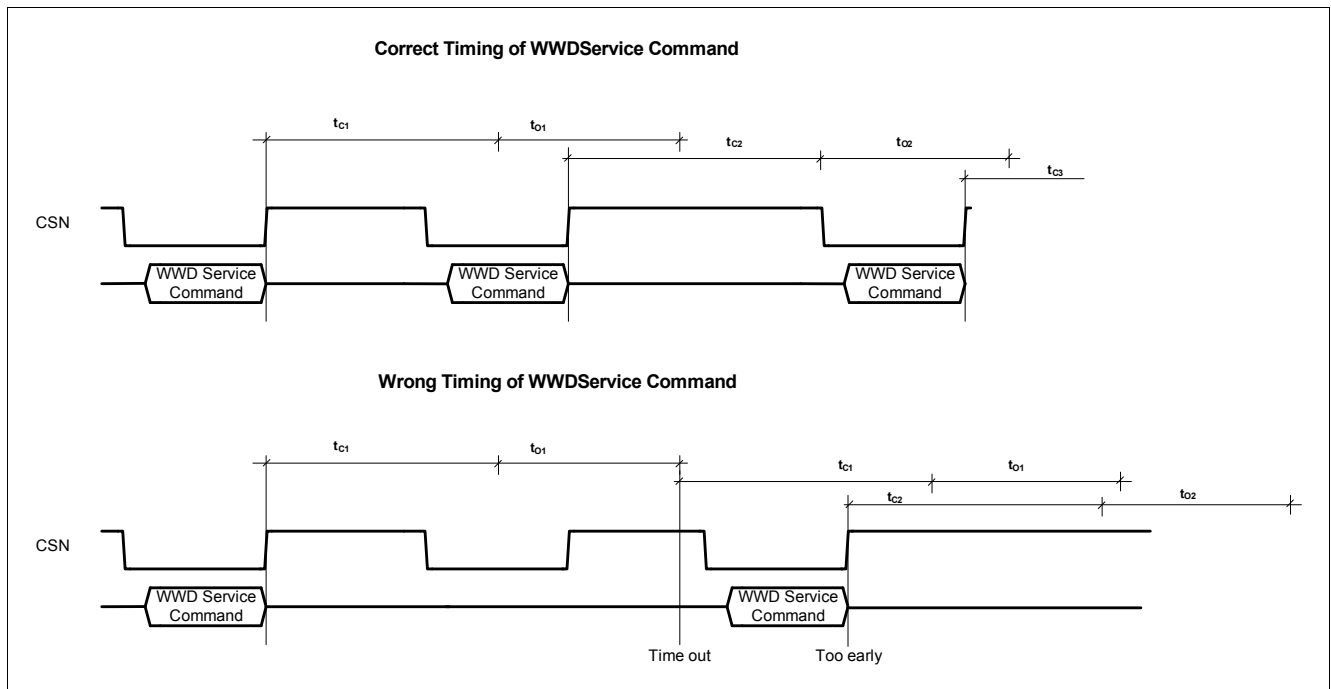 Correct Timing of WWDService Command
tC1
tO1
tC2
tO2
tC3
CSN
WWD Service
Command
WWD Service
Command
WWD Service
Command
Wrong Timing of WWDService Command
tC1
tO1
tC1
tO1
tC2
tO2
CSN
WWD Service
Command
WWD Service
Command
Time out
Too early